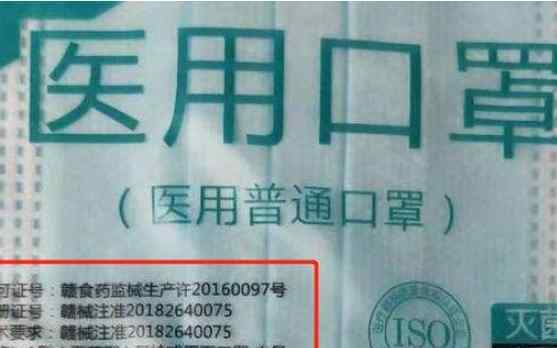 医用口罩
（医用普通口罩）
可证号：赣食药监械生产许20160097号
册证号：赣械注准20182640075
术要求：赣械注准20182640075
ISO
灭菌